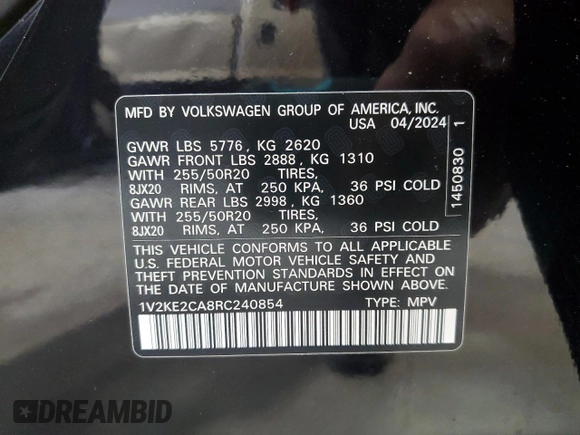 MFD BY VOLKSWAGEN GROUP OF AMERICA, INC.
USA 04/2024
GVWR LBS 5776, KG 2620
GAWR FRONT LBS 2888, KG 1310
WITH 255/50R20 TIRES,
8JX20 RIMS, AT 250 KPA, 36 PSI COLD
GAWR REAR LBS 2998, KG 1360
WITH 255/50R20 TIRES,
8JX20 RIMS, AT 250 KPA, 36 PSI COLD
THIS VEHICLE CONFORMS TO ALL APPLICABLE
U.S. FEDERAL MOTOR VEHICLE SAFETY AND
THEFT PREVENTION STANDARDS IN EFFECT ON
THE DATE OF MANUFACTURE SHOWN ABOVE.
1V2KE2CA8RC240854 TYPE: MPV
1450830 1
DREAMBID